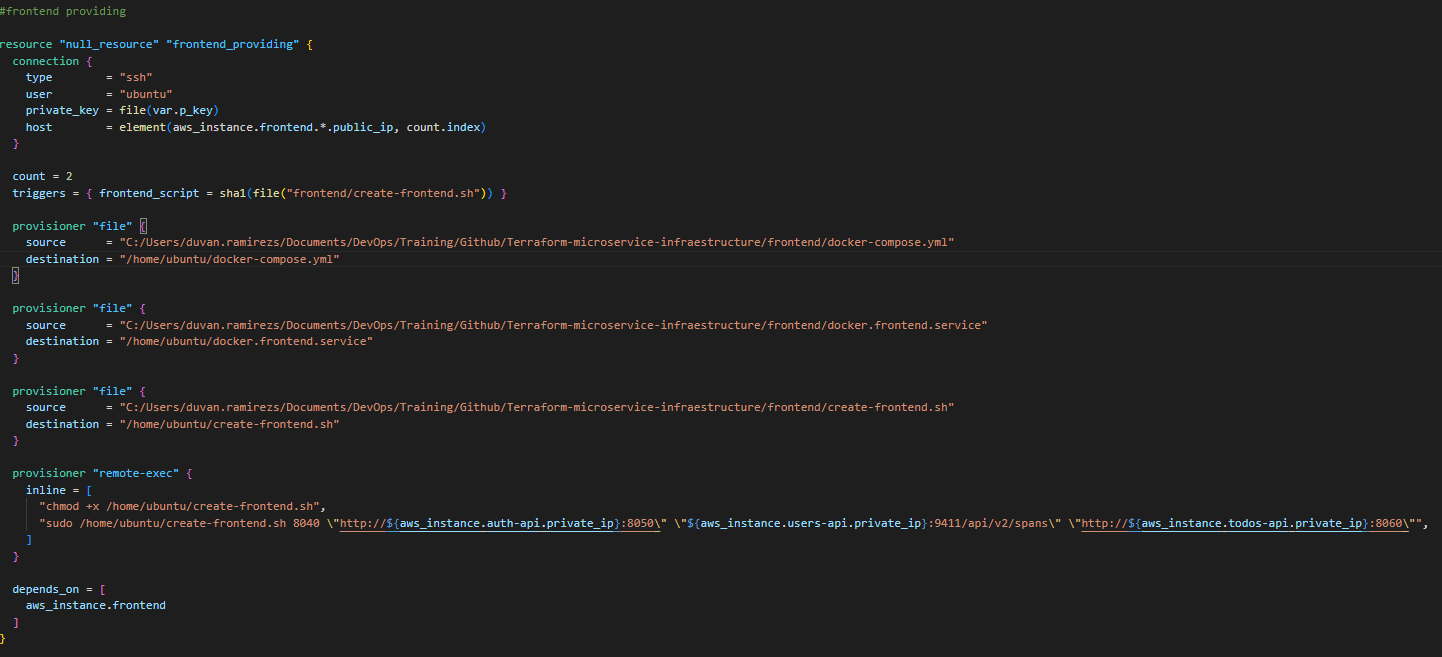 #frontend providing
resource "null_resource" "frontend_providing" {
  connection {
    type        = "ssh"
    user        = "ubuntu"
    private_key = file(var.p_key)
    host        = element(aws_instance.frontend.*.public_ip, count.index)
  }
  count = 2
  triggers = { frontend_script = sha1(file("frontend/create-frontend.sh")) }
  provisioner "file" {
    source      = "C:/Users/duvan.ramirezs/Documents/DevOps/Training/Github/Terraform-microservice-infraestructure/frontend/docker-compose.yml"
    destination = "/home/ubuntu/docker-compose.yml"
  }
  provisioner "file" {
    source      = "C:/Users/duvan.ramirezs/Documents/DevOps/Training/Github/Terraform-microservice-infraestructure/frontend/docker.frontend.service"
    destination = "/home/ubuntu/docker.frontend.service"
  }
  provisioner "file" {
    source      = "C:/Users/duvan.ramirezs/Documents/DevOps/Training/Github/Terraform-microservice-infraestructure/frontend/create-frontend.sh"
    destination = "/home/ubuntu/create-frontend.sh"
  }
  provisioner "remote-exec" {
    inline = [
      "chmod +x /home/ubuntu/create-frontend.sh",
      "sudo /home/ubuntu/create-frontend.sh 8040 \"http://${aws_instance.auth-api.private_ip}:8050\" \"${aws_instance.users-api.private_ip}:9411/api/v2/spans\" \"http://${aws_instance.todos-api.private_ip}:8060\"",
    ]
  }
  depends_on = [
    aws_instance.frontend
  ]
}